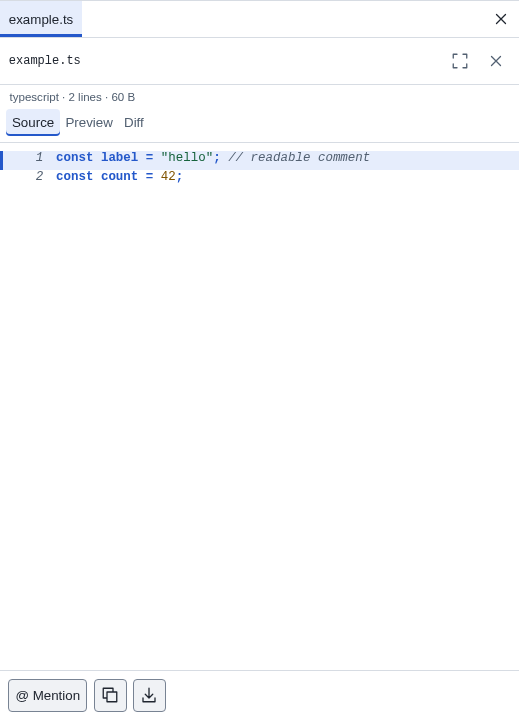 example.ts
example.ts
typescript · 2 lines · 60 B
Source Preview Diff
1 const label = "hello"; // readable comment
2 const count = 42;
@ Mention